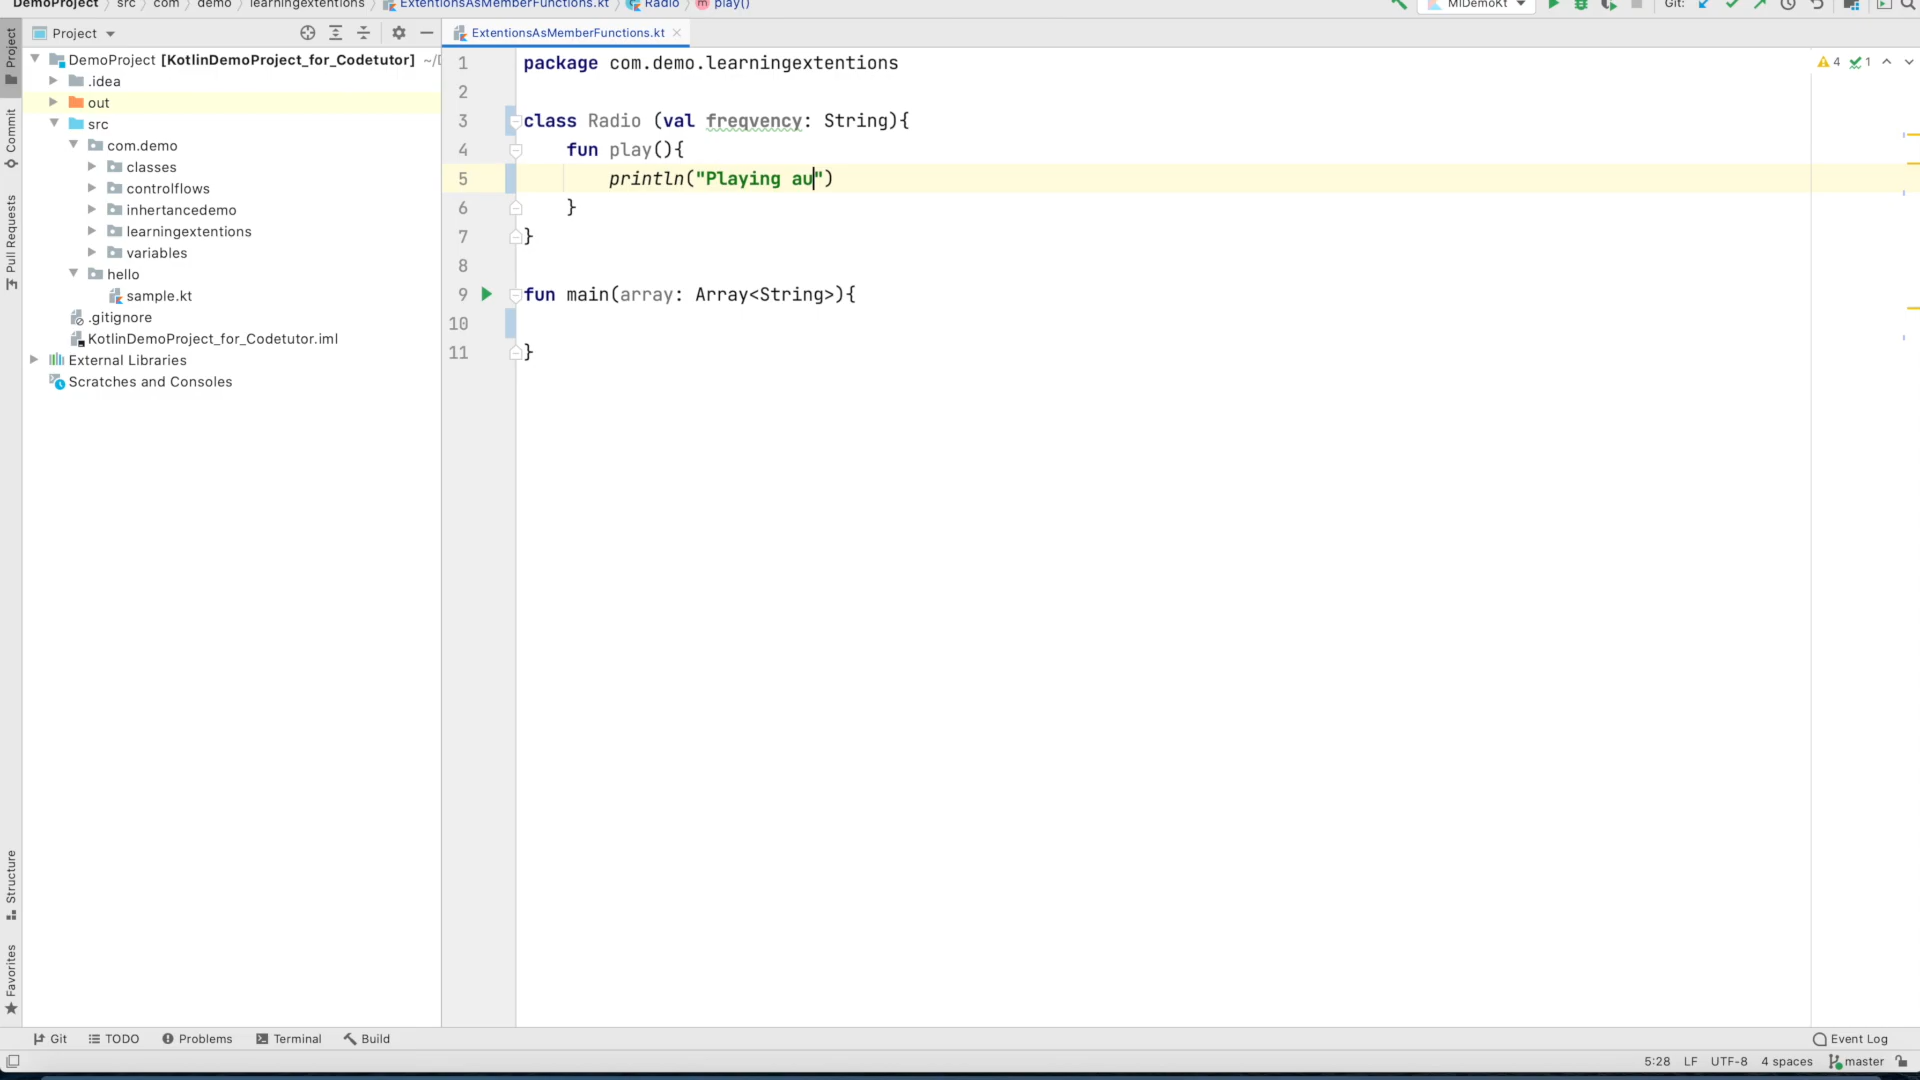 DemoProject › src › com › demo › learningextentions › ExtentionsAsMemberFunctions.kt › Radio › play()
MIDemoKt
Git:
Project
ExtentionsAsMemberFunctions.kt
DemoProject [KotlinDemoProject_for_Codetutor] ~/
.idea
out
src
com.demo
classes
controlflows
inhertancedemo
learningextentions
variables
hello
sample.kt
.gitignore
KotlinDemoProject_for_Codetutor.iml
External Libraries
Scratches and Consoles
Project
Commit
Pull Requests
Structure
Favorites
1 package com.demo.learningextentions
2
3 class Radio (val freqvency: String){
4 fun play(){
5 println("Playing au")
6 }
7 }
8
9 fun main(array: Array<String>){
10
11 }
4 1
Git TODO Problems Terminal Build Event Log
5:28 LF UTF-8 4 spaces master